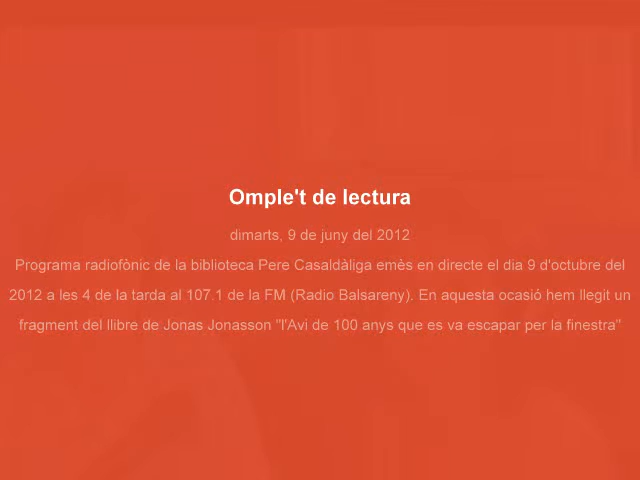 Omple't de lectura
dimarts, 9 de juny del 2012
Programa radiofònic de la biblioteca Pere Casaldàliga emès en directe el dia 9 d'octubre del
2012 a les 4 de la tarda al 107.1 de la FM (Radio Balsareny). En aquesta ocasió hem llegit un
fragment del llibre de Jonas Jonasson "l'Avi de 100 anys que es va escapar per la finestra"